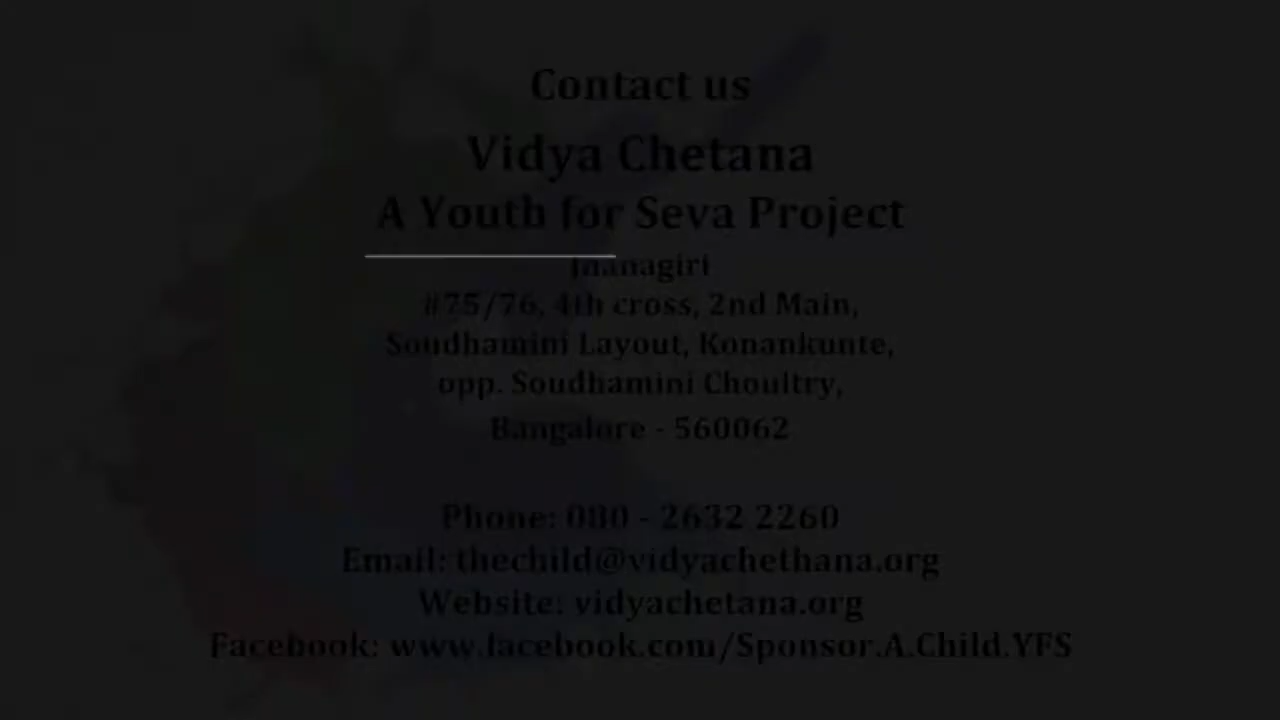 Contact us
Vidya Chetana
A Youth for Seva Project
Jnanagiri
#75/76, 4th cross, 2nd Main,
Soudhamini Layout, Konankunte,
opp. Soudhamini Choultry,
Bangalore - 560062
Phone: 080 - 2632 2260
Email: thechild@vidyachethana.org
Website: vidyachetana.org
Facebook: www.facebook.com/Sponsor.A.Child.YFS